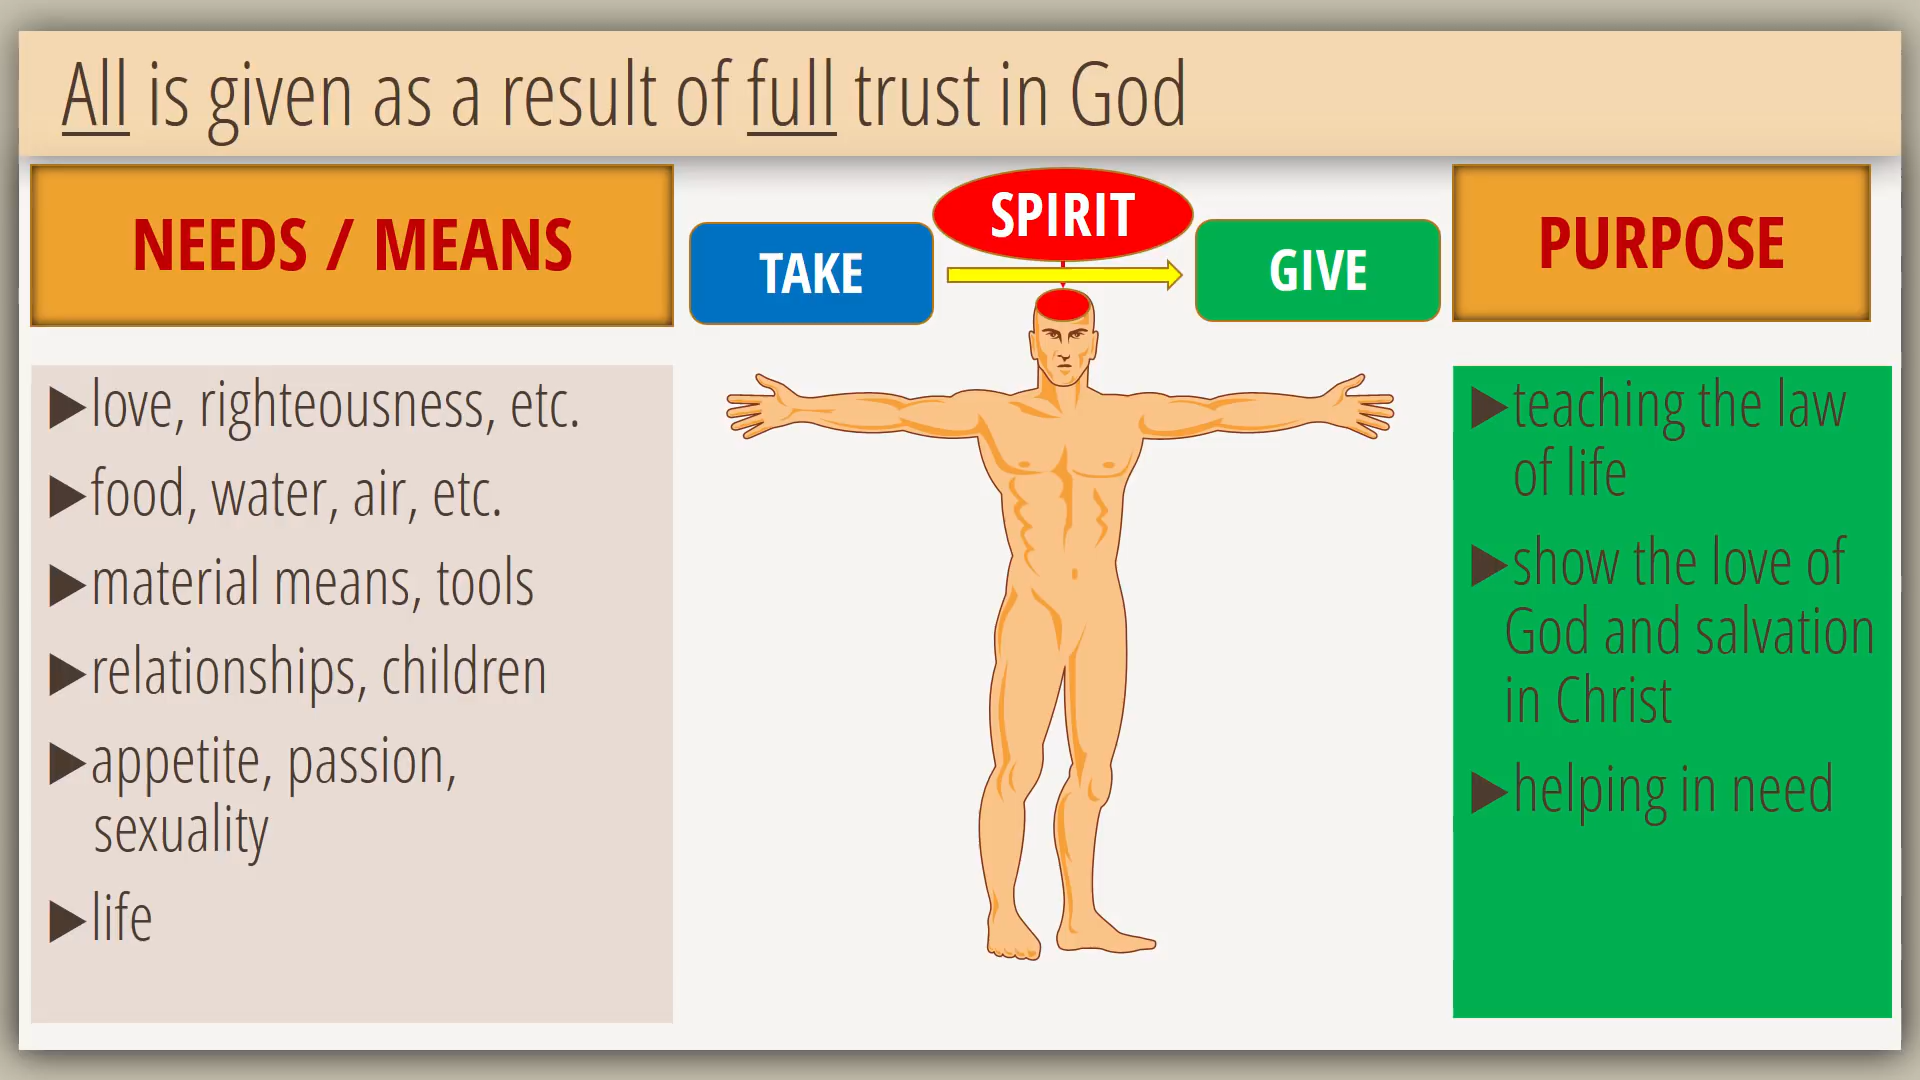 All is given as a result of full trust in God
NEEDS / MEANS
TAKE
SPIRIT
GIVE
PURPOSE
love, righteousness, etc.
food, water, air, etc.
material means, tools
relationships, children
appetite, passion,
sexuality
life
teaching the law
of life
show the love of
God and salvation
in Christ
helping in need